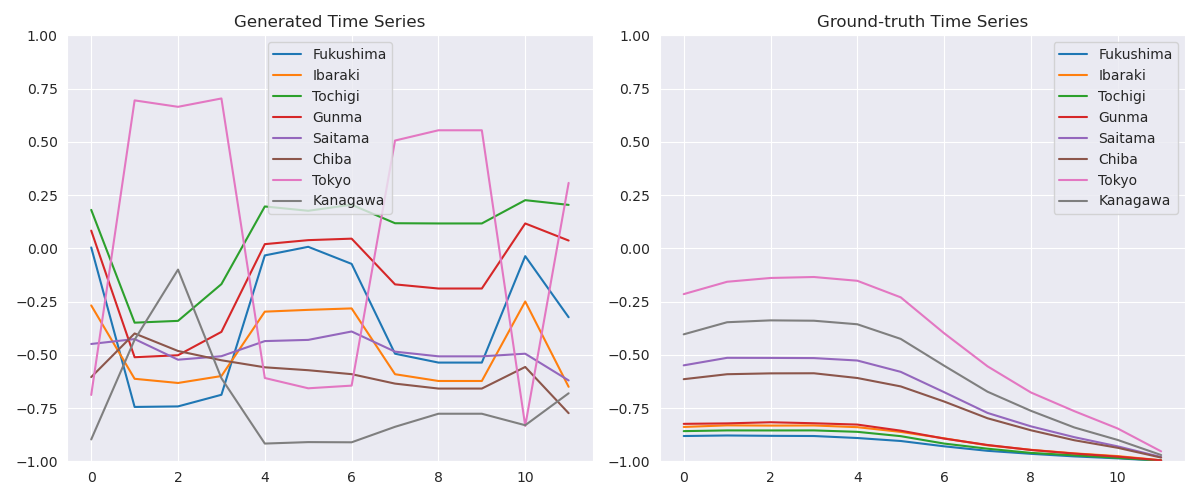 Generated Time Series
1.00
0.75
0.50
0.25
0.00
−0.25
−0.50
−0.75
−1.00
0 2 4 6 8 10
Fukushima
Ibaraki
Tochigi
Gunma
Saitama
Chiba
Tokyo
Kanagawa
Ground-truth Time Series
1.00
0.75
0.50
0.25
0.00
−0.25
−0.50
−0.75
−1.00
0 2 4 6 8 10
Fukushima
Ibaraki
Tochigi
Gunma
Saitama
Chiba
Tokyo
Kanagawa